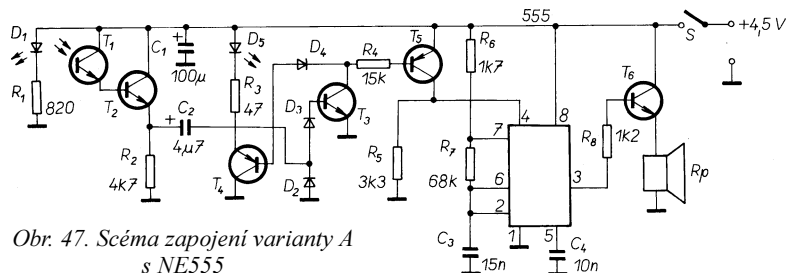 555
S
+4,5 V
D1
T1
C1
100µ
D5
D4
R4
15k
T5
R6
1k7
T6
R1
820
T2
C2
4µ7
R3
47
D3
T3
4
8
7
R8
1k2
R2
4k7
T4
D2
R5
3k3
R7
68k
6
2
3
Rp
1
5
C3
15n
C4
10n
+
+
Obr. 47. Scéma zapojení varianty A
s NE555